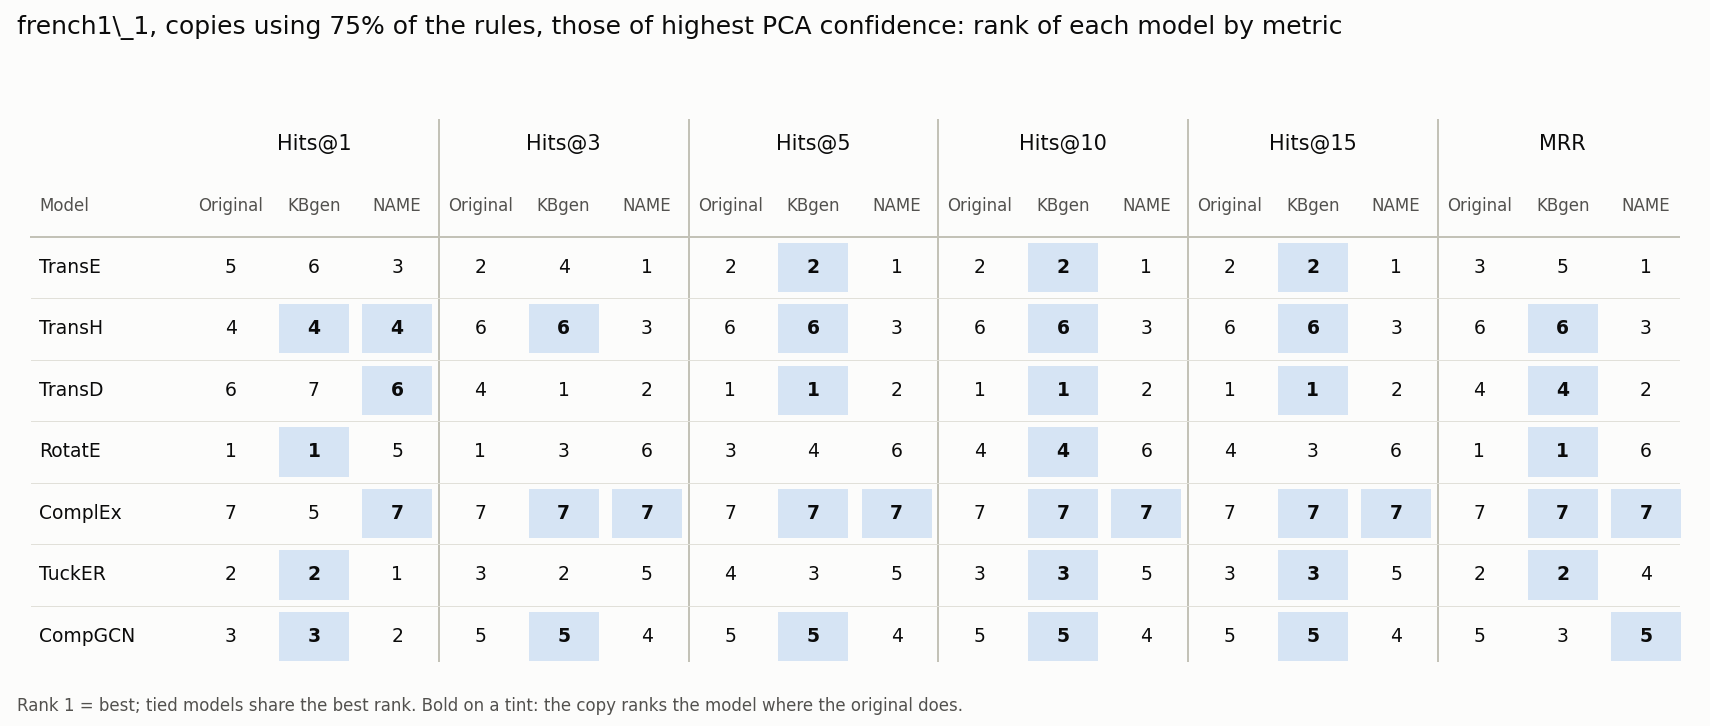 french1\_1, copies using 75% of the rules, those of highest PCA confidence: rank of each model by metric
Hits@1 Hits@3 Hits@5 Hits@10 Hits@15 MRR
Model Original KBgen NAME Original KBgen NAME Original KBgen NAME Original KBgen NAME Original KBgen NAME Original KBgen NAME
TransE 5 6 3 2 4 1 2 2 1 2 2 1 2 2 1 3 5 1
TransH 4 4 4 6 6 3 6 6 3 6 6 3 6 6 3 6 6 3
TransD 6 7 6 4 1 2 1 1 2 1 1 2 1 1 2 4 4 2
RotatE 1 1 5 1 3 6 3 4 6 4 4 6 4 3 6 1 1 6
ComplEx 7 5 7 7 7 7 7 7 7 7 7 7 7 7 7 7 7 7
TuckER 2 2 1 3 2 5 4 3 5 3 3 5 3 3 5 2 2 4
CompGCN 3 3 2 5 5 4 5 5 4 5 5 4 5 5 4 5 3 5
Rank 1 = best; tied models share the best rank. Bold on a tint: the copy ranks the model where the original does.